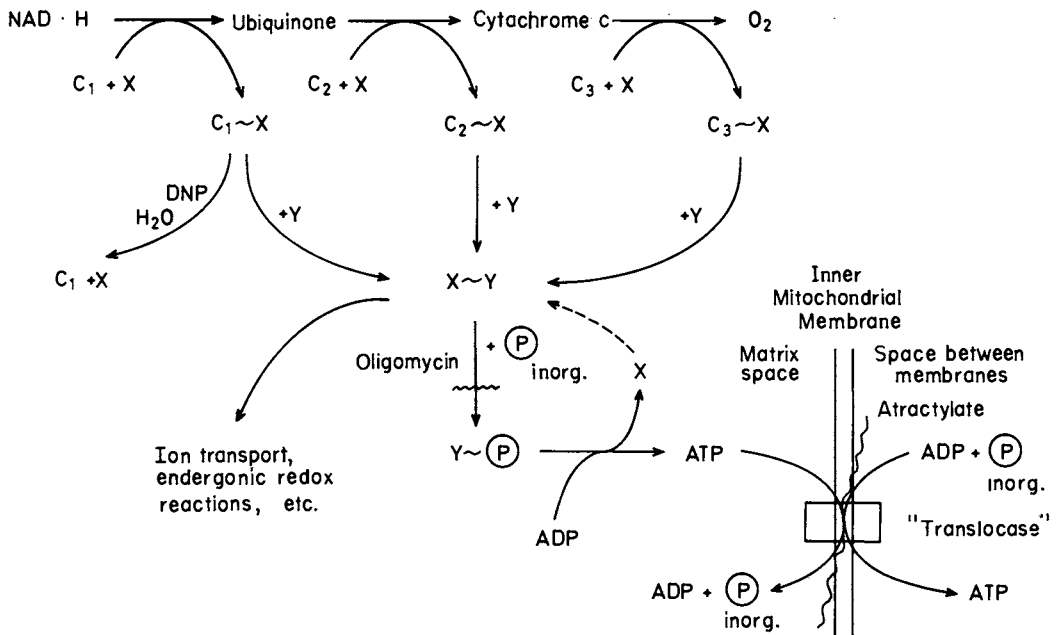 NAD · H
Ubiquinone
Cytachrome c
O₂
C₁ + X
C₂ + X
C₃ + X
C₁~X
C₂~X
C₃~X
DNP
H₂O
+Y
+ Y
+Y
C₁ +X
X~Y
Oligomycin
+ P
inorg.
X
Inner
Mitochondrial
Membrane
Matrix
space
Space between
membranes
Atractylate
Ion transport,
endergonic redox
reactions, etc.
Y~P
ATP
ADP + P
inorg.
ADP
"Translocase"
ADP + P
inorg.
ATP